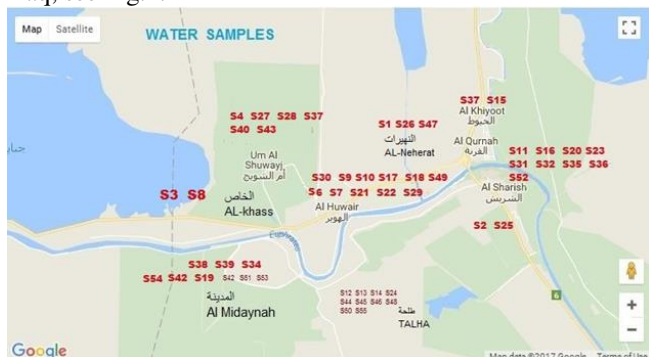 Map Satellite
WATER SAMPLES
S37 S15
Al Khiyoot
الخيوط
S4 S27 S28 S37
S40 S43
S1 S26 S47
النهيرات
AL-Neherat
Al Qurnah
القرنة
S11 S16 S20 S23
S31 S32 S35 S36
S52
Um Al
Shuwayj
أم الشويج
S30 S9 S10 S17 S18 S49
S6 S7 S21 S22 S29
Al Sharish
الشريش
S3 S8
الخاص
AL-khass
Al Huwair
الهوير
S2 S25
Euphrates
S38 S39 S34
S54 S42 S19 S42 S51 S53
المدينة
Al Midaynah
S12 S13 S14 S24
S44 S45 S46 S48
S50 S55
طلحة
TALHA
6
Google
Map data ©2017 Google Terms of Use